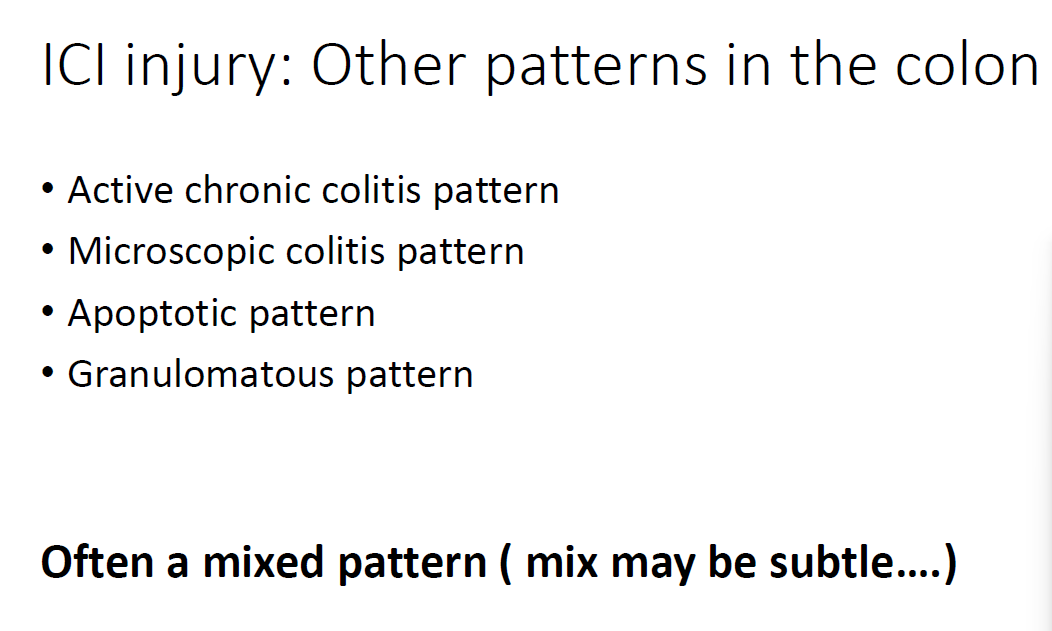 ICI injury: Other patterns in the colon
• Active chronic colitis pattern
• Microscopic colitis pattern
• Apoptotic pattern
• Granulomatous pattern
Often a mixed pattern ( mix may be subtle….)